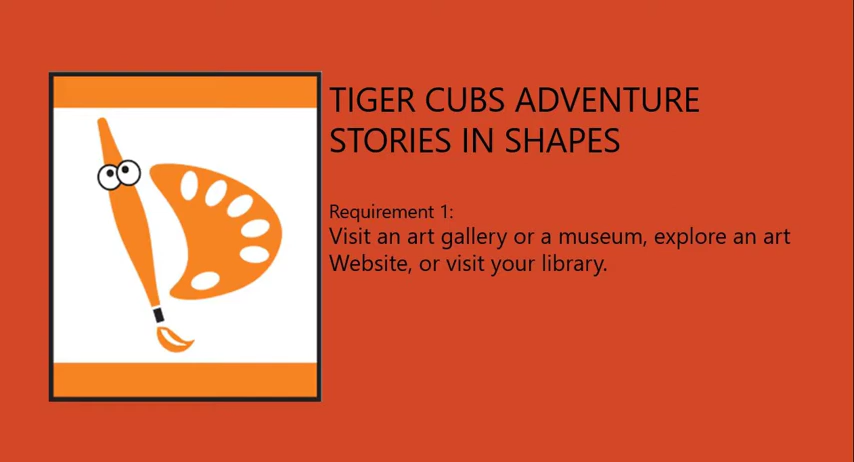 TIGER CUBS ADVENTURE
STORIES IN SHAPES
Requirement 1:
Visit an art gallery or a museum, explore an art
Website, or visit your library.